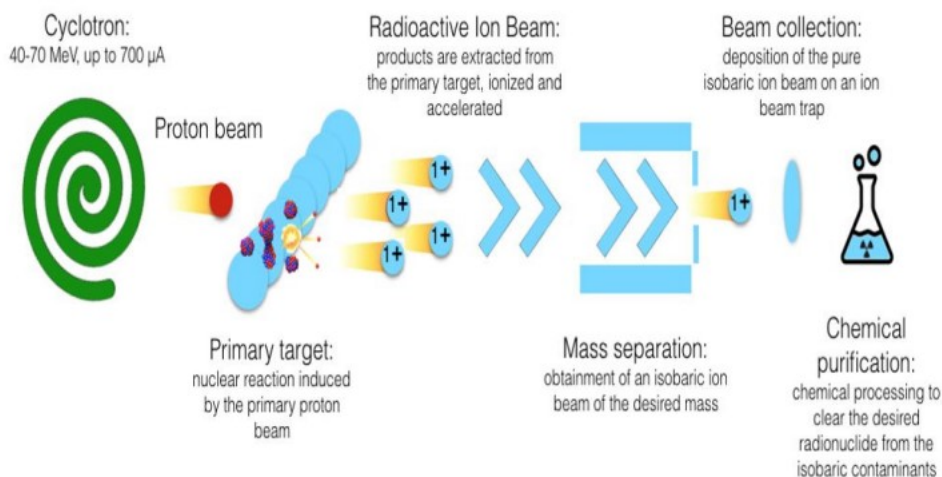 Cyclotron:
40-70 MeV, up to 700 µA
Proton beam
Primary target:
nuclear reaction induced
by the primary proton
beam
Radioactive Ion Beam:
products are extracted from
the primary target, ionized and
accelerated
1+
1+
1+
1+
Mass separation:
obtainment of an isobaric ion
beam of the desired mass
1+
Beam collection:
deposition of the pure
isobaric ion beam on an ion
beam trap
Chemical
purification:
chemical processing to
clear the desired
radionuclide from the
isobaric contaminants